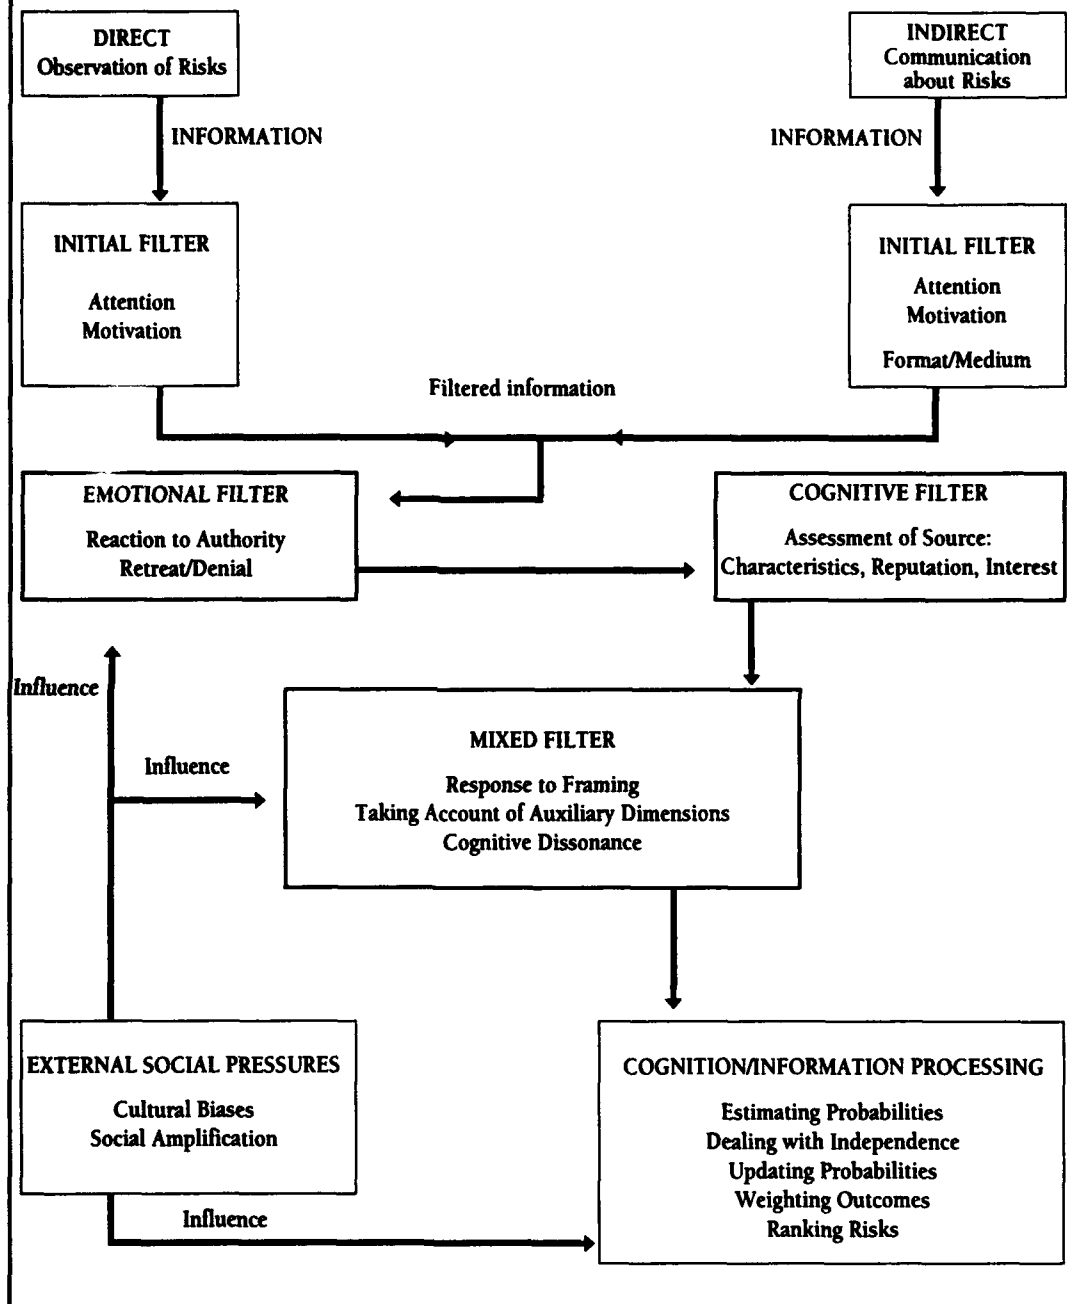 DIRECT
Observation of Risks
INDIRECT
Communication
about Risks
INFORMATION
INFORMATION
INITIAL FILTER
Attention
Motivation
INITIAL FILTER
Attention
Motivation
Format/Medium
Filtered information
EMOTIONAL FILTER
Reaction to Authority
Retreat/Denial
COGNITIVE FILTER
Assessment of Source:
Characteristics, Reputation, Interest
Influence
Influence
MIXED FILTER
Response to Framing
Taking Account of Auxiliary Dimensions
Cognitive Dissonance
EXTERNAL SOCIAL PRESSURES
Cultural Biases
Social Amplification
Influence
COGNITION/INFORMATION PROCESSING
Estimating Probabilities
Dealing with Independence
Updating Probabilities
Weighting Outcomes
Ranking Risks